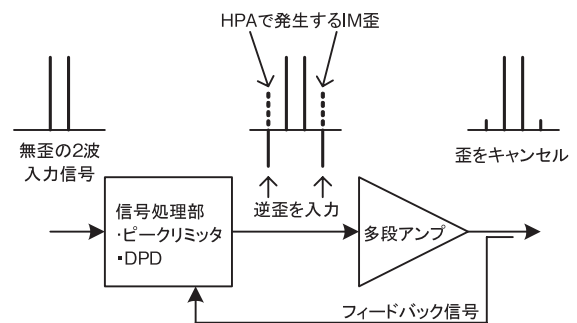 HPAで発生するIM歪
無歪の2波
入力信号
歪をキャンセル
逆歪を入力
信号処理部
・ピークリミッタ
・DPD
多段アンプ
フィードバック信号